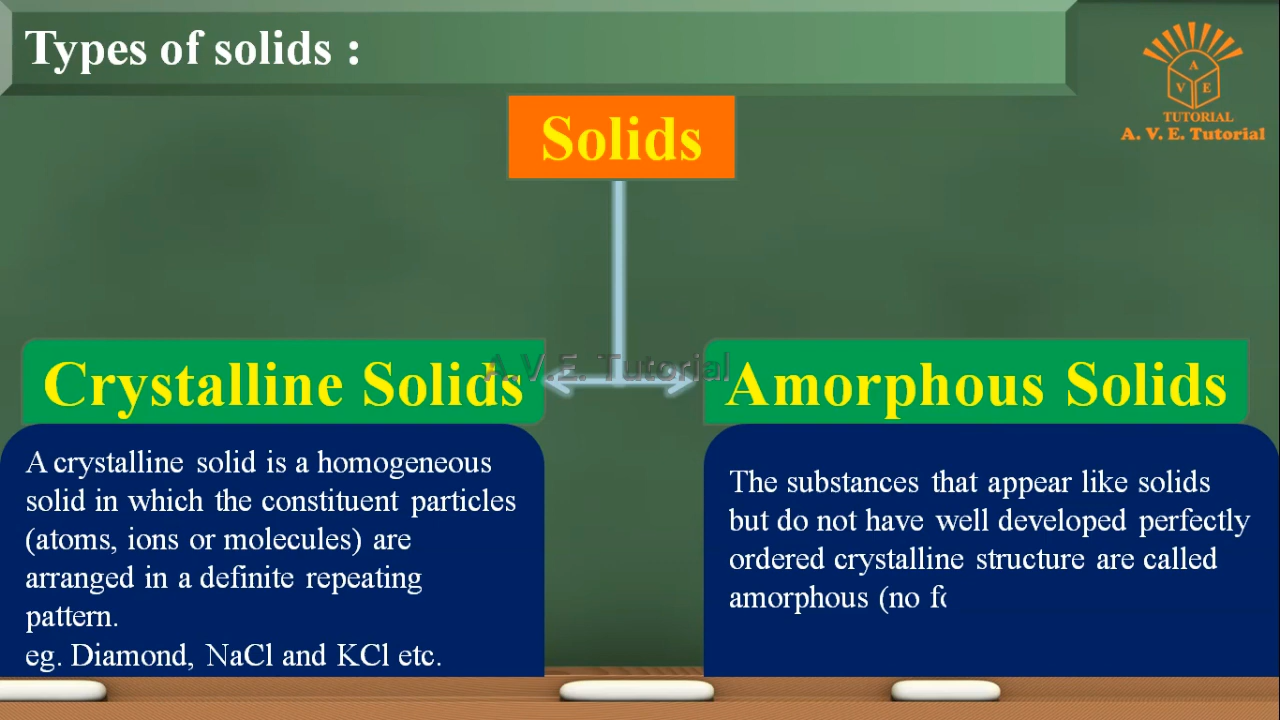 Types of solids :
A
V E
TUTORIAL
A. V. E. Tutorial
Solids
A.V.E. Tutorial
Crystalline Solids
A crystalline solid is a homogeneous
solid in which the constituent particles
(atoms, ions or molecules) are
arranged in a definite repeating
pattern.
eg. Diamond, NaCl and KCl etc.
Amorphous Solids
The substances that appear like solids
but do not have well developed perfectly
ordered crystalline structure are called
amorphous (no